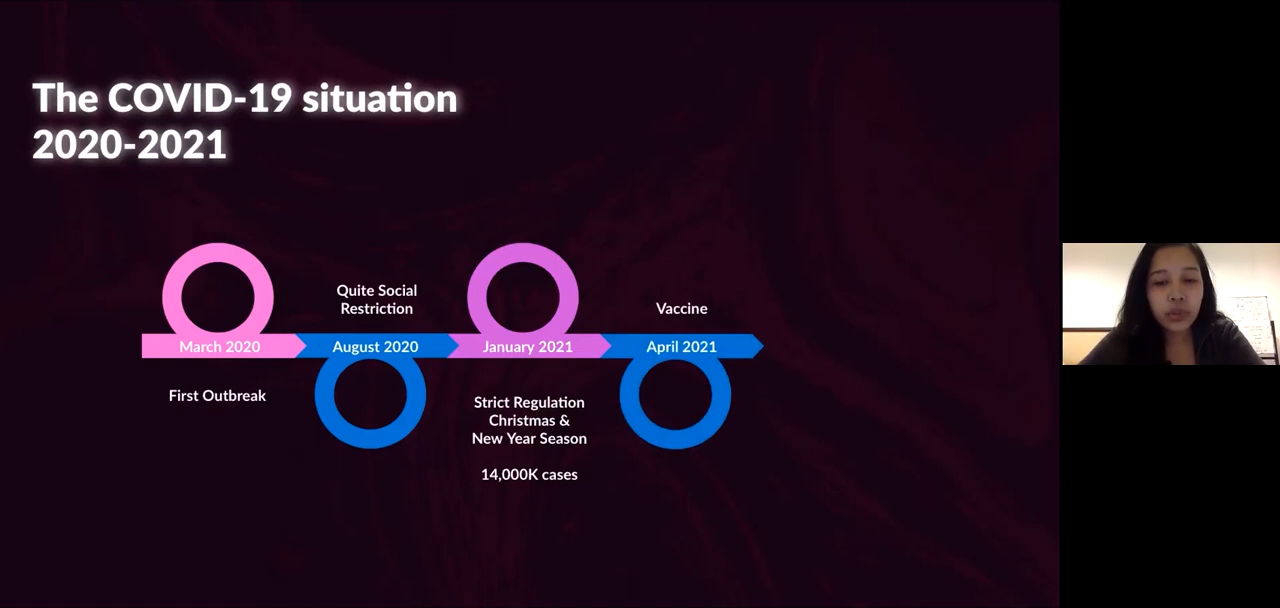 The COVID-19 situation
2020-2021
March 2020
First Outbreak
Quite Social
Restriction
August 2020
January 2021
Strict Regulation
Christmas &
New Year Season
14,000K cases
Vaccine
April 2021